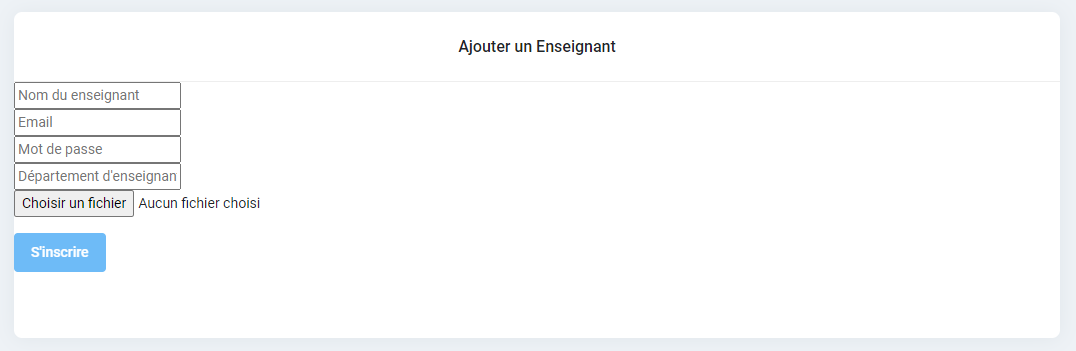 Ajouter un Enseignant
Nom du enseignant
Email
Mot de passe
Département d'enseignan
Choisir un fichier Aucun fichier choisi
S'inscrire